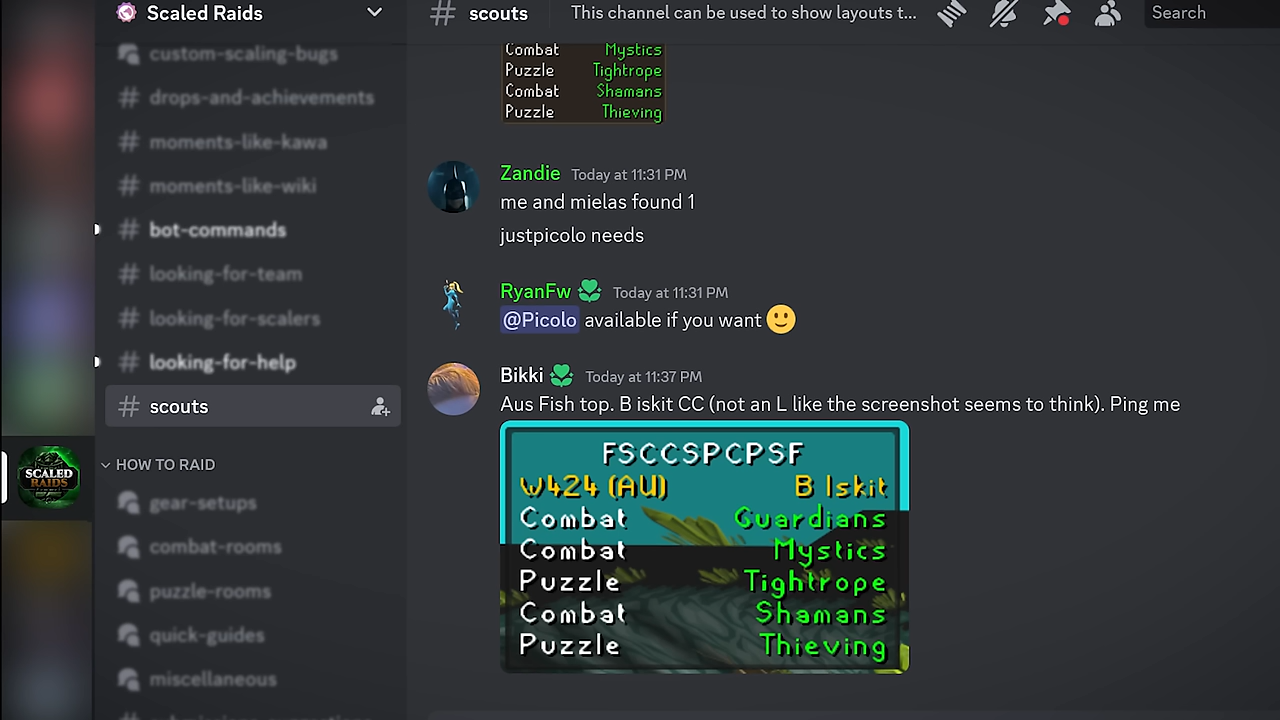 Scaled Raids
custom-scaling-bugs
drops-and-achievements
moments-like-kawa
moments-like-wiki
bot-commands
looking-for-team
looking-for-scalers
looking-for-help
# scouts
HOW TO RAID
gear-setups
combat-rooms
puzzle-rooms
quick-guides
miscellaneous
SCALED
RAIDS
# scouts
This channel can be used to show layouts t...
Search
Combat Mystics
Puzzle Tightrope
Combat Shamans
Puzzle Thieving
Zandie Today at 11:31 PM
me and mielas found 1
justpicolo needs
RyanFw Today at 11:31 PM
@Picolo available if you want 🙂
Bikki Today at 11:37 PM
Aus Fish top. B iskit CC (not an L like the screenshot seems to think). Ping me
FSCCSPCPSF
W424 (AU) B Iskit
Combat Guardians
Combat Mystics
Puzzle Tightrope
Combat Shamans
Puzzle Thieving